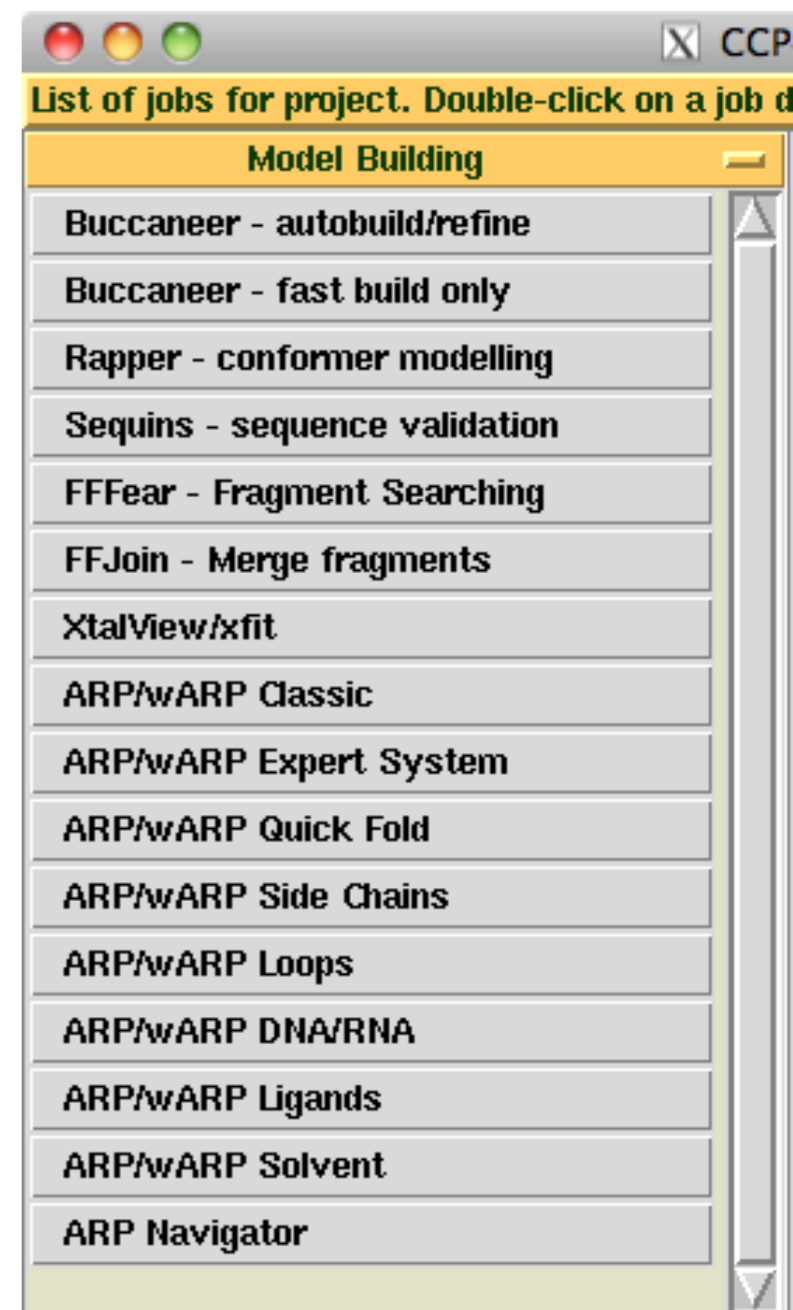 X CCP
List of jobs for project. Double-click on a job d
Model Building
Buccaneer - autobuild/refine
Buccaneer - fast build only
Rapper - conformer modelling
Sequins - sequence validation
FFFear - Fragment Searching
FFJoin - Merge fragments
XtalView/xfit
ARP/wARP Classic
ARP/wARP Expert System
ARP/wARP Quick Fold
ARP/wARP Side Chains
ARP/wARP Loops
ARP/wARP DNA/RNA
ARP/wARP Ligands
ARP/wARP Solvent
ARP Navigator